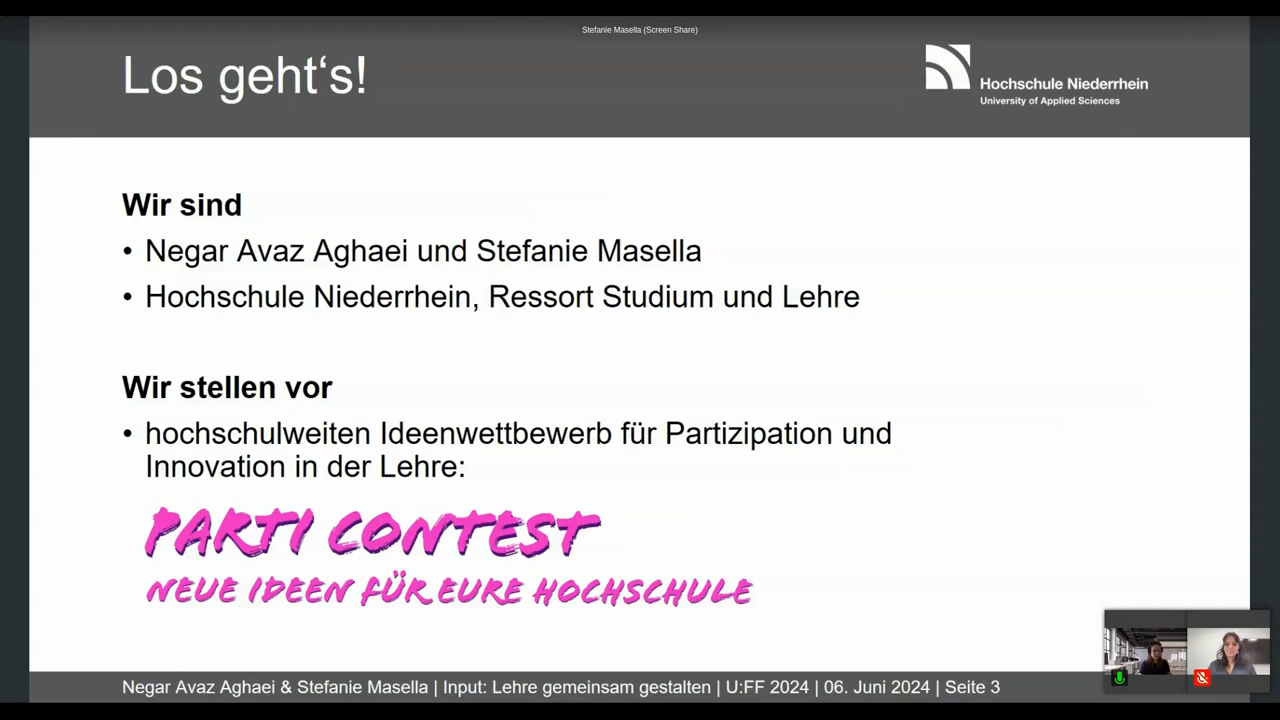 Stefanie Masella (Screen Share)
Los geht‘s!
Hochschule Niederrhein
University of Applied Sciences
Wir sind
• Negar Avaz Aghaei und Stefanie Masella
• Hochschule Niederrhein, Ressort Studium und Lehre
Wir stellen vor
• hochschulweiten Ideenwettbewerb für Partizipation und
Innovation in der Lehre:
PARTI CONTEST
NEUE IDEEN FÜR EURE HOCHSCHULE
Negar Avaz Aghaei & Stefanie Masella | Input: Lehre gemeinsam gestalten | U:FF 2024 | 06. Juni 2024 | Seite 3